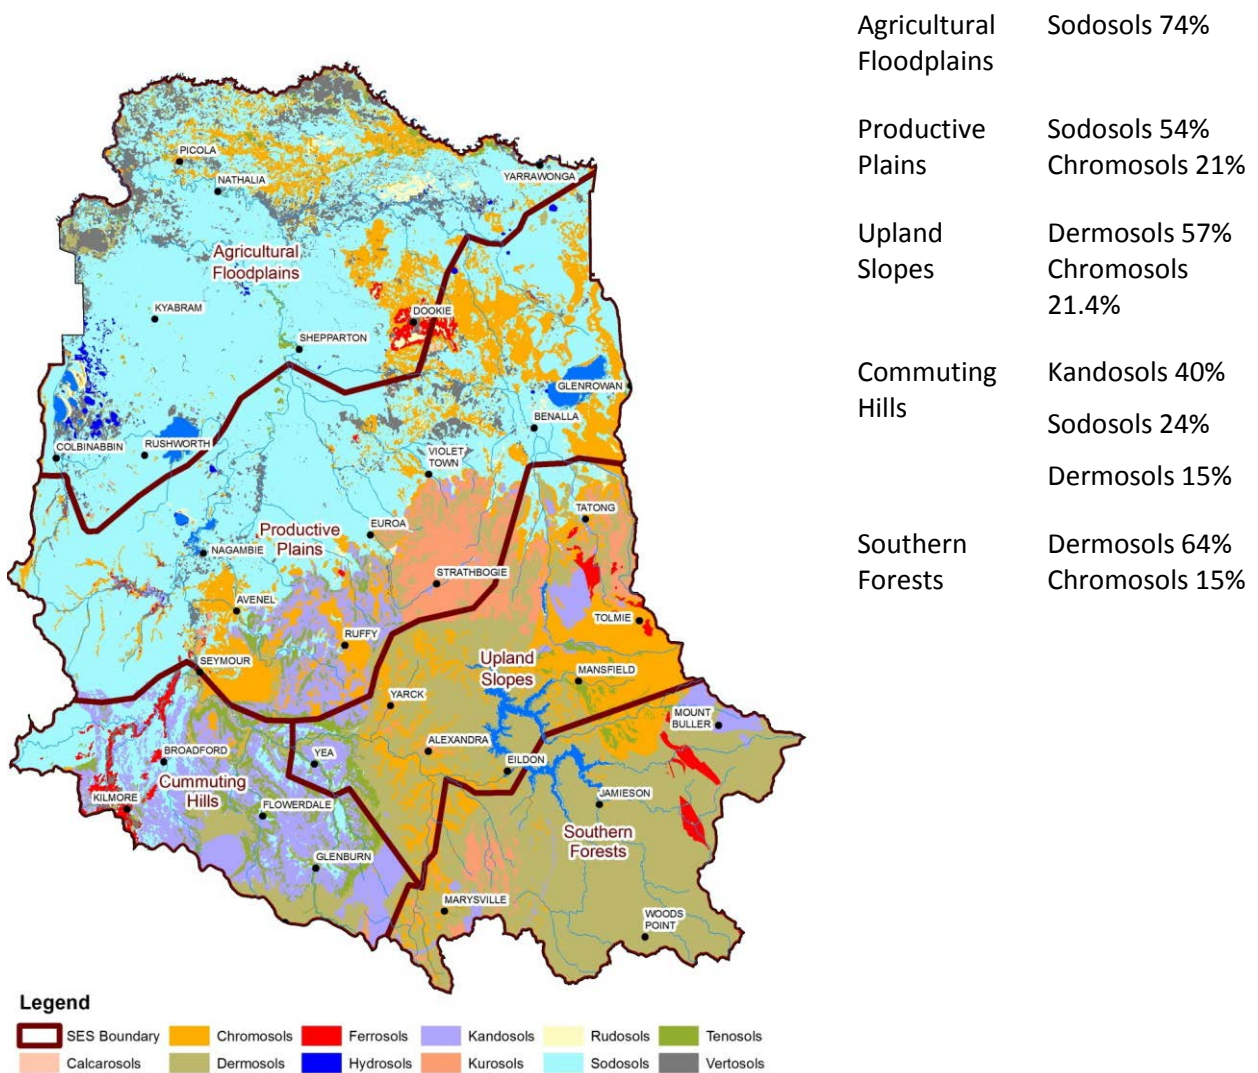 Agricultural Sodosols 74%
Floodplains
Productive Sodosols 54%
Plains Chromosols 21%
Upland Dermosols 57%
Slopes Chromosols
21.4%
Commuting Kandosols 40%
Hills
Sodosols 24%
Dermosols 15%
Southern Dermosols 64%
Forests Chromosols 15%
PICOLA
NATHALIA
YARRAWONGA
Agricultural
Floodplains
KYABRAM
DOOKIE
SHEPPARTON
GLENROWAN
BENALLA
COLBINABBIN
RUSHWORTH
VIOLET
TOWN
TATONG
EUROA
Productive
Plains
NAGAMBIE
STRATHBOGIE
AVENEL
TOLMIE
RUFFY
Upland
Slopes
SEYMOUR
MANSFIELD
YARCK
MOUNT
BULLER
BROADFORD
YEA
ALEXANDRA
EILDON
Cummuting
Hills
KILMORE
FLOWERDALE
JAMIESON
Southern
Forests
GLENBURN
MARYSVILLE
WOODS
POINT
Legend
SES Boundary Chromosols Ferrosols Kandosols Rudosols Tenosols
Calcarosols Dermosols Hydrosols Kurosols Sodosols Vertosols